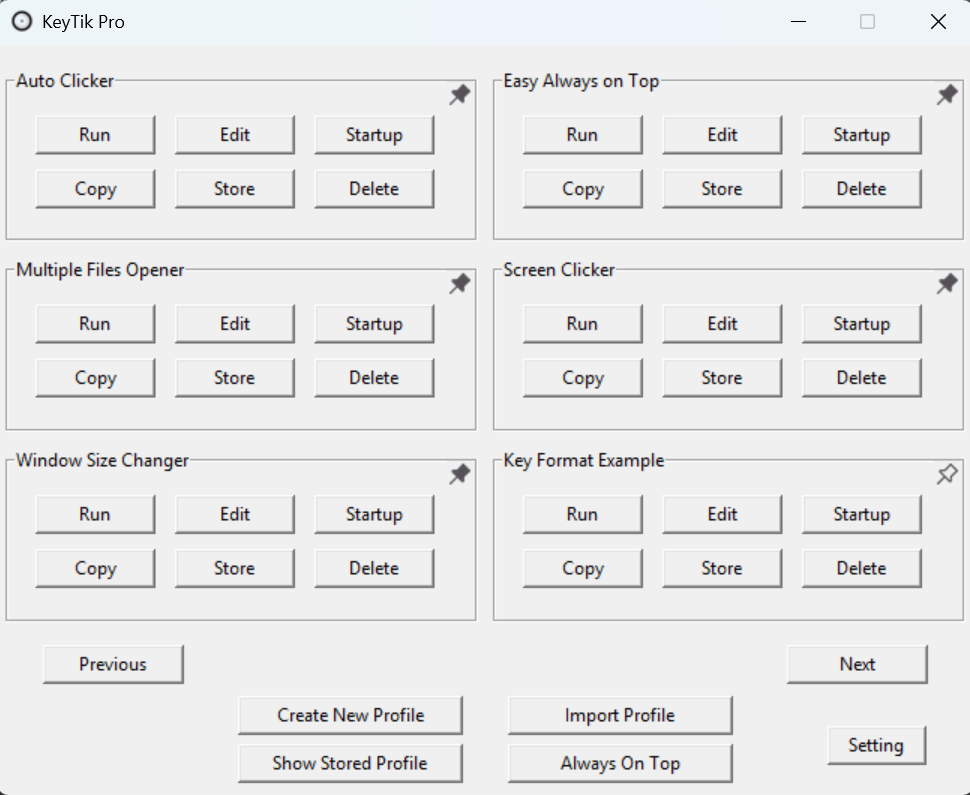 KeyTik Pro
Auto Clicker
Run Edit Startup
Copy Store Delete
Easy Always on Top
Run Edit Startup
Copy Store Delete
Multiple Files Opener
Run Edit Startup
Copy Store Delete
Screen Clicker
Run Edit Startup
Copy Store Delete
Window Size Changer
Run Edit Startup
Copy Store Delete
Key Format Example
Run Edit Startup
Copy Store Delete
Previous Next
Create New Profile Import Profile
Show Stored Profile Always On Top
Setting